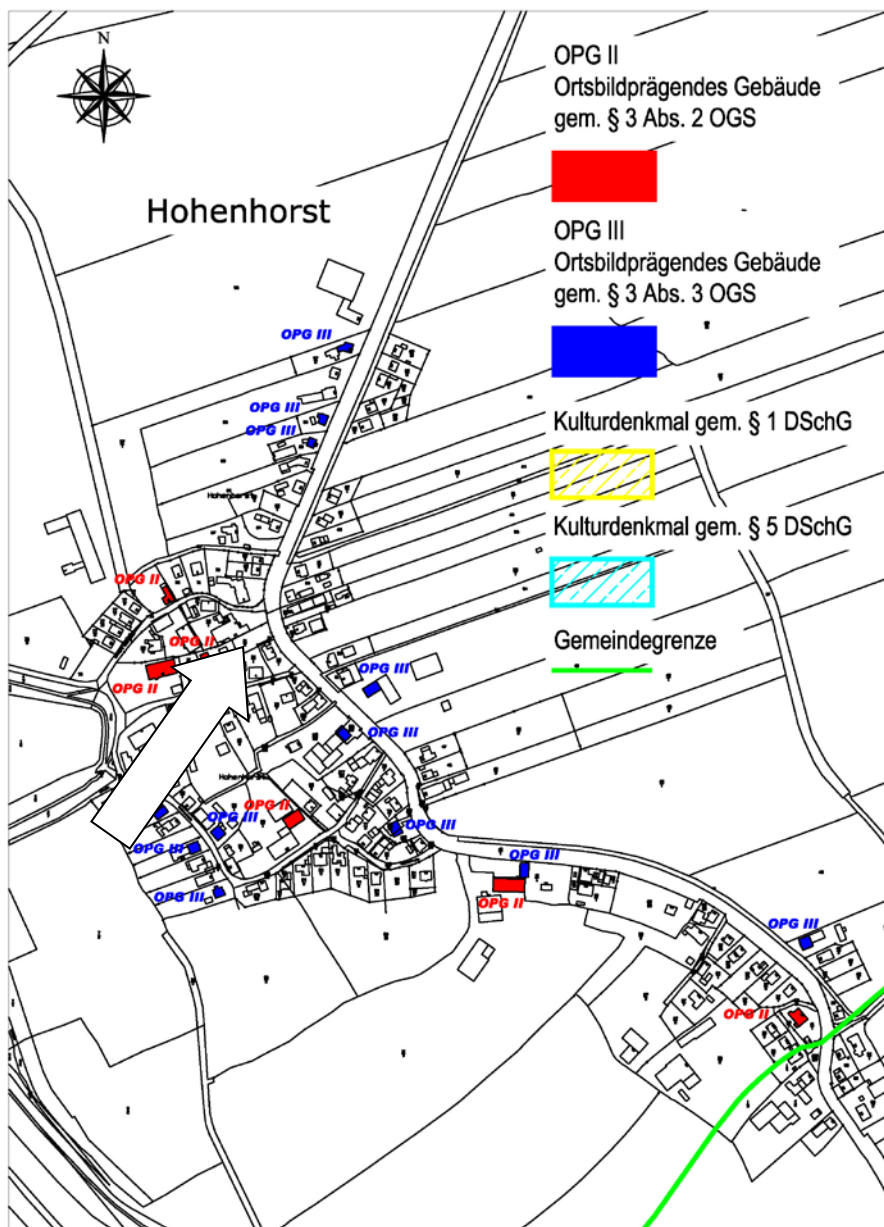 N
OPG II
Ortsbildprägendes Gebäude
gem. § 3 Abs. 2 OGS
Hohenhorst
OPG III
Ortsbildprägendes Gebäude
gem. § 3 Abs. 3 OGS
Kulturdenkmal gem. § 1 DSchG
Kulturdenkmal gem. § 5 DSchG
Gemeindegrenze
OPG III
OPG III
OPG III
OPG II
OPG II
OPG II
OPG III
OPG III
OPG II
OPG III
OPG III
OPG III
OPG III
OPG III
OPG II
OPG III
OPG II